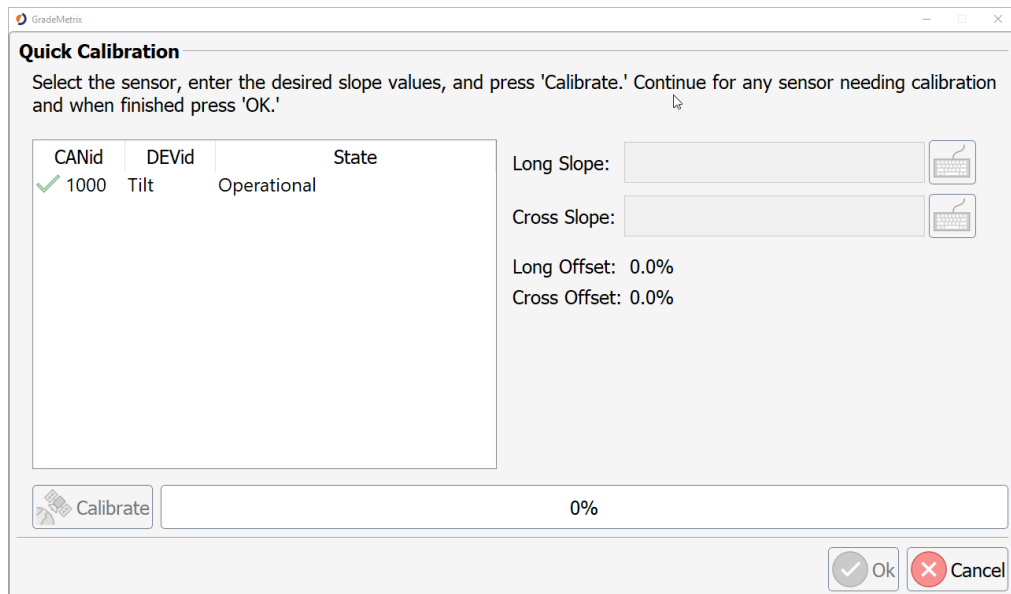 GradeMetrix
Quick Calibration
Select the sensor, enter the desired slope values, and press 'Calibrate.' Continue for any sensor needing calibration
and when finished press 'OK.'
CANid DEVid State
1000 Tilt Operational
Long Slope:
Cross Slope:
Long Offset: 0.0%
Cross Offset: 0.0%
Calibrate 0%
Ok Cancel